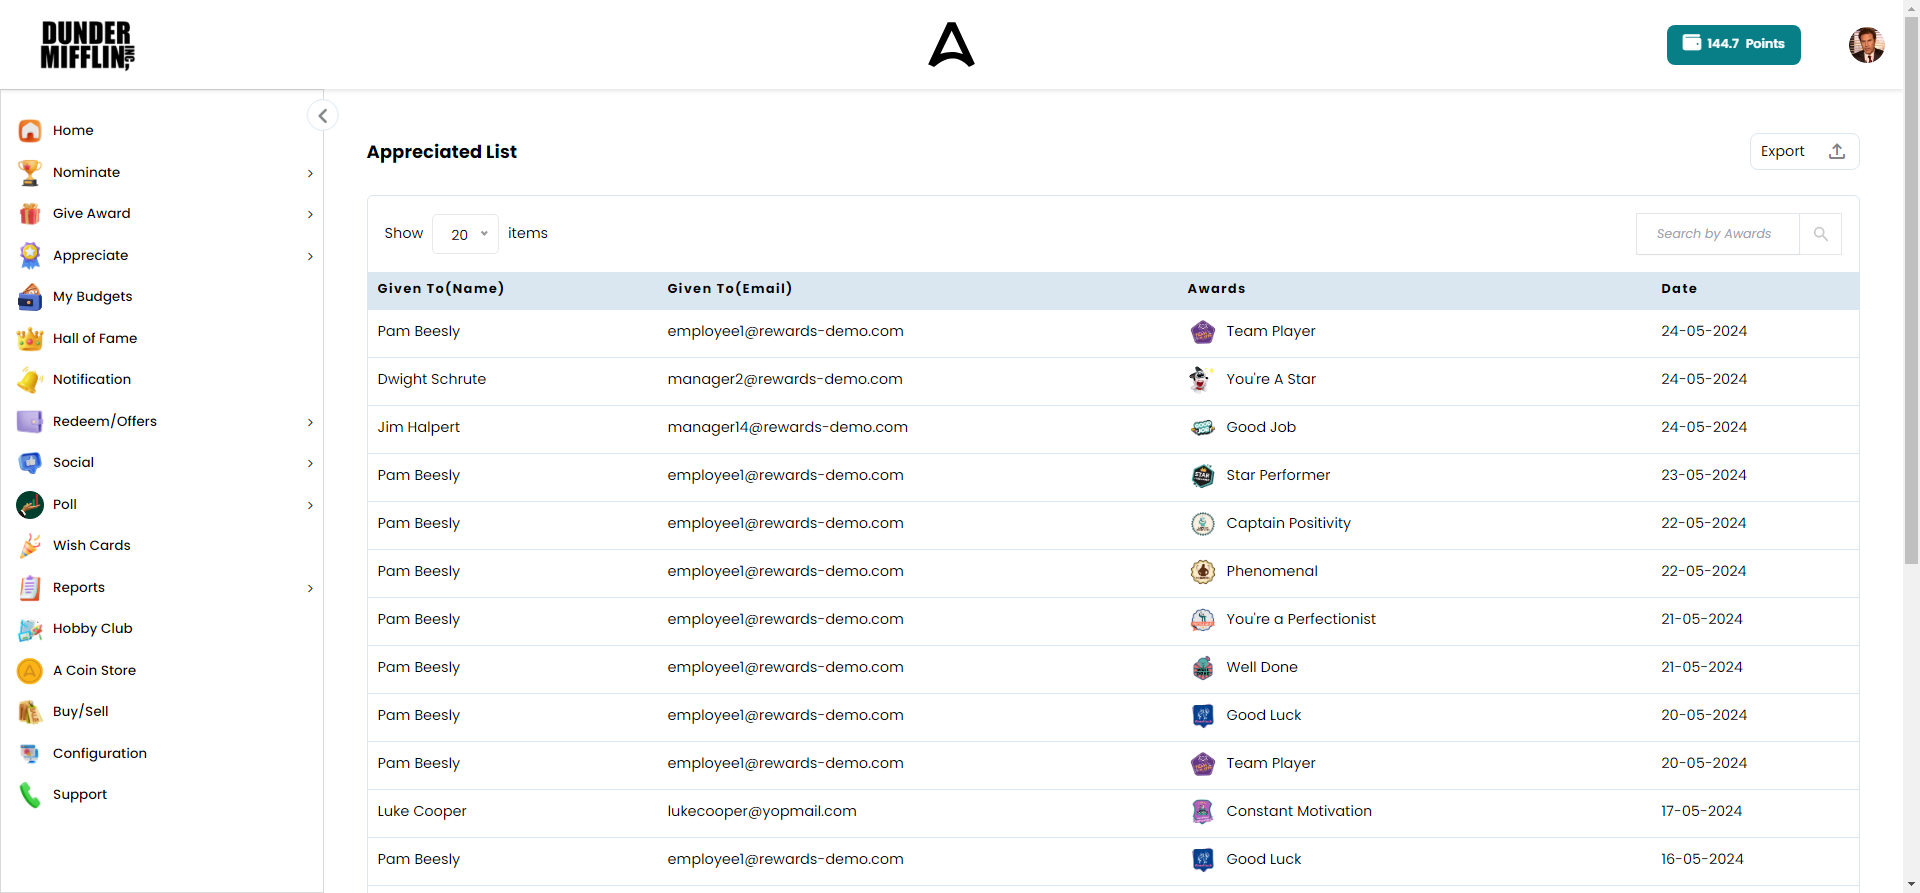 DUNDER
MIFFLIN, INC
144.7 Points
Home
Nominate
Give Award
Appreciate
My Budgets
Hall of Fame
Notification
Redeem/Offers
Social
Poll
Wish Cards
Reports
Hobby Club
A Coin Store
Buy/Sell
Configuration
Support
Appreciated List
Export
Show 20 items
Search by Awards
Given To(Name) Given To(Email) Awards Date
Pam Beesly employee1@rewards-demo.com Team Player 24-05-2024
Dwight Schrute manager2@rewards-demo.com You're A Star 24-05-2024
Jim Halpert manager14@rewards-demo.com Good Job 24-05-2024
Pam Beesly employee1@rewards-demo.com Star Performer 23-05-2024
Pam Beesly employee1@rewards-demo.com Captain Positivity 22-05-2024
Pam Beesly employee1@rewards-demo.com Phenomenal 22-05-2024
Pam Beesly employee1@rewards-demo.com You're a Perfectionist 21-05-2024
Pam Beesly employee1@rewards-demo.com Well Done 21-05-2024
Pam Beesly employee1@rewards-demo.com Good Luck 20-05-2024
Pam Beesly employee1@rewards-demo.com Team Player 20-05-2024
Luke Cooper lukecooper@yopmail.com Constant Motivation 17-05-2024
Pam Beesly employee1@rewards-demo.com Good Luck 16-05-2024